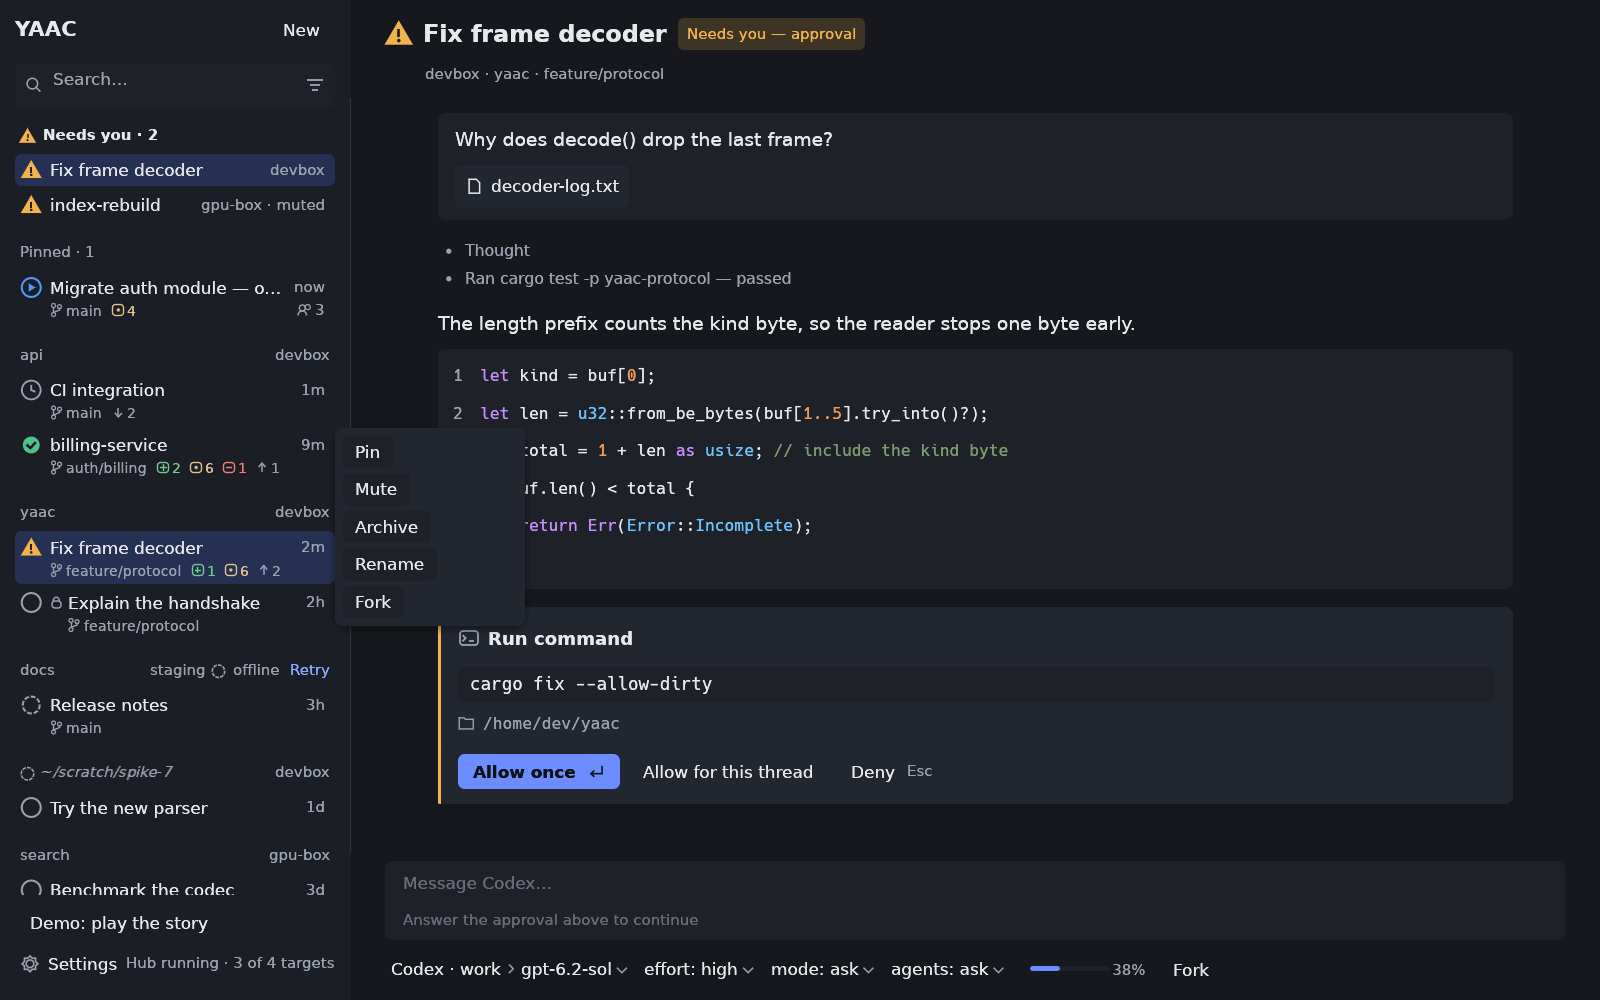 YAAC
New
Search...
Needs you · 2
Fix frame decoder devbox
index-rebuild gpu-box · muted
Pinned · 1
Migrate auth module — o... now
main 4 3
api devbox
CI integration 1m
main ↓2
billing-service 9m
auth/billing 2 6 1 ↑1
yaac devbox
Fix frame decoder 2m
feature/protocol 1 6 ↑2
Explain the handshake 2h
feature/protocol
docs staging offline Retry
Release notes 3h
main
~/scratch/spike-7 devbox
Try the new parser 1d
search gpu-box
Benchmark the codec 3d
Demo: play the story
Settings Hub running · 3 of 4 targets
Pin
Mute
Archive
Rename
Fork
Fix frame decoder Needs you — approval
devbox · yaac · feature/protocol
Why does decode() drop the last frame?
decoder-log.txt
• Thought
• Ran cargo test -p yaac-protocol — passed
The length prefix counts the kind byte, so the reader stops one byte early.
1 let kind = buf[0];
2 let len = u32::from_be_bytes(buf[1..5].try_into()?);
total = 1 + len as usize; // include the kind byte
uf.len() < total {
return Err(Error::Incomplete);
Run command
cargo fix --allow-dirty
/home/dev/yaac
Allow once ↵ Allow for this thread Deny Esc
Message Codex...
Answer the approval above to continue
Codex · work › gpt-6.2-sol effort: high mode: ask agents: ask 38% Fork